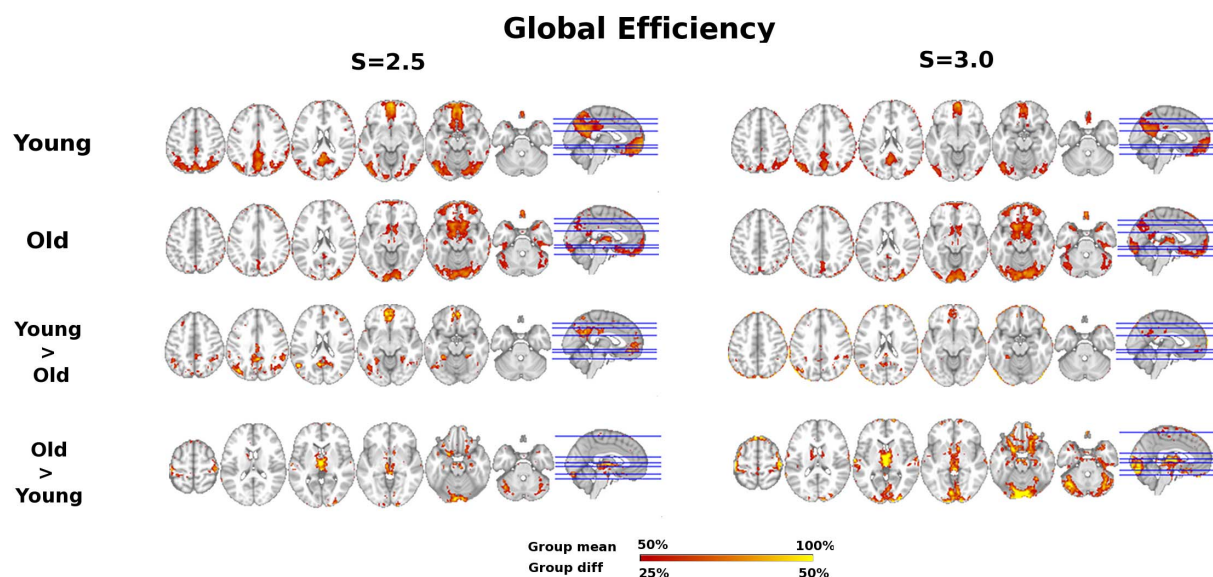 Global Efficiency
S=2.5
S=3.0
Young
Old
Young
>
Old
Old
>
Young
Group mean 50% 100%
Group diff 25% 50%